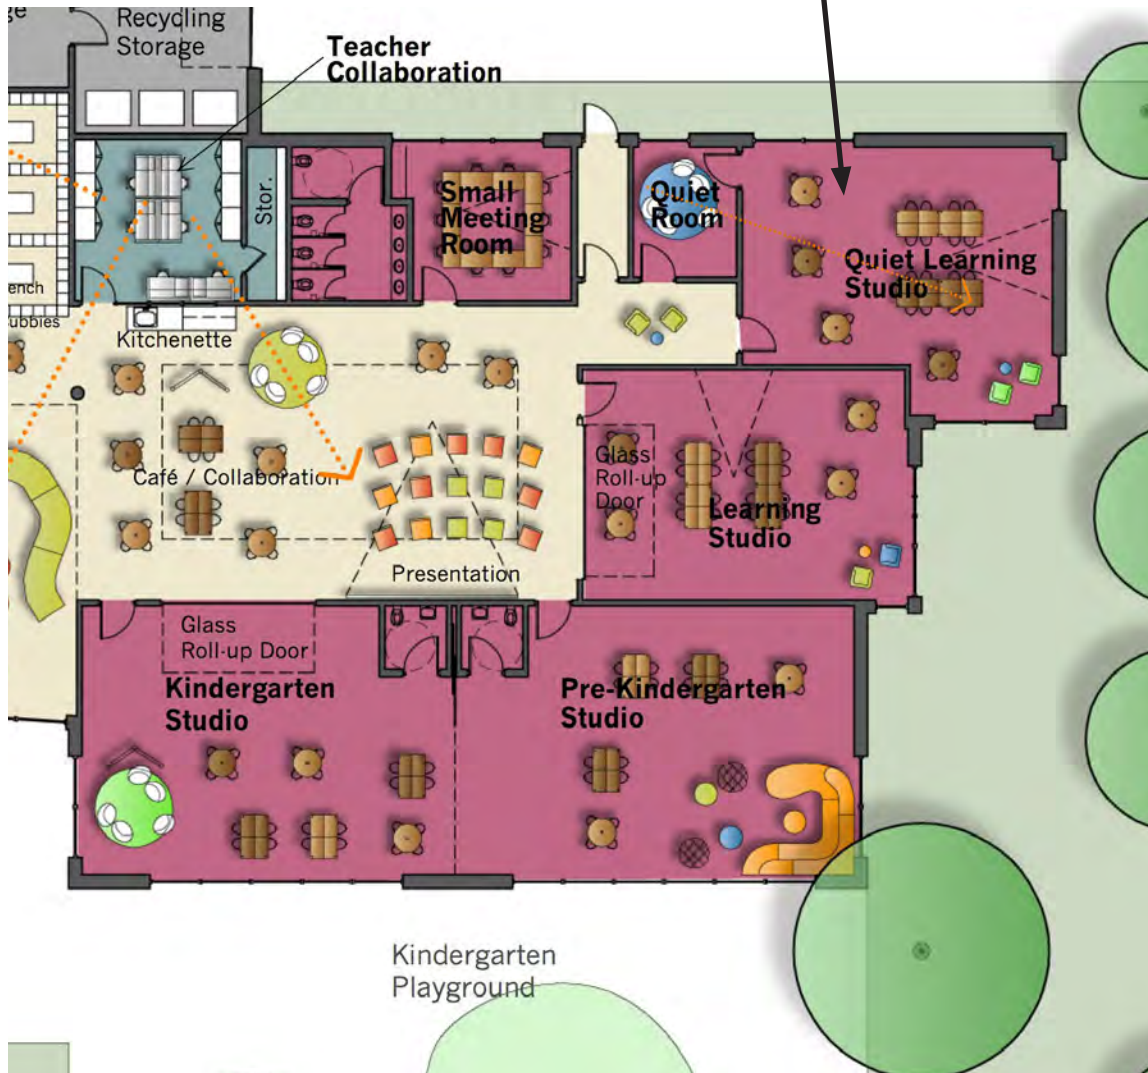 Recycling
Storage
Teacher
Collaboration
Stor.
Small
Meeting
Room
Quiet
Room
Quiet Learning
Studio
ench
Kitchenette
Café / Collaboration
Glass
Roll-up
Door
Learning
Studio
Presentation
Glass
Roll-up Door
Kindergarten
Studio
Pre-Kindergarten
Studio
Kindergarten
Playground